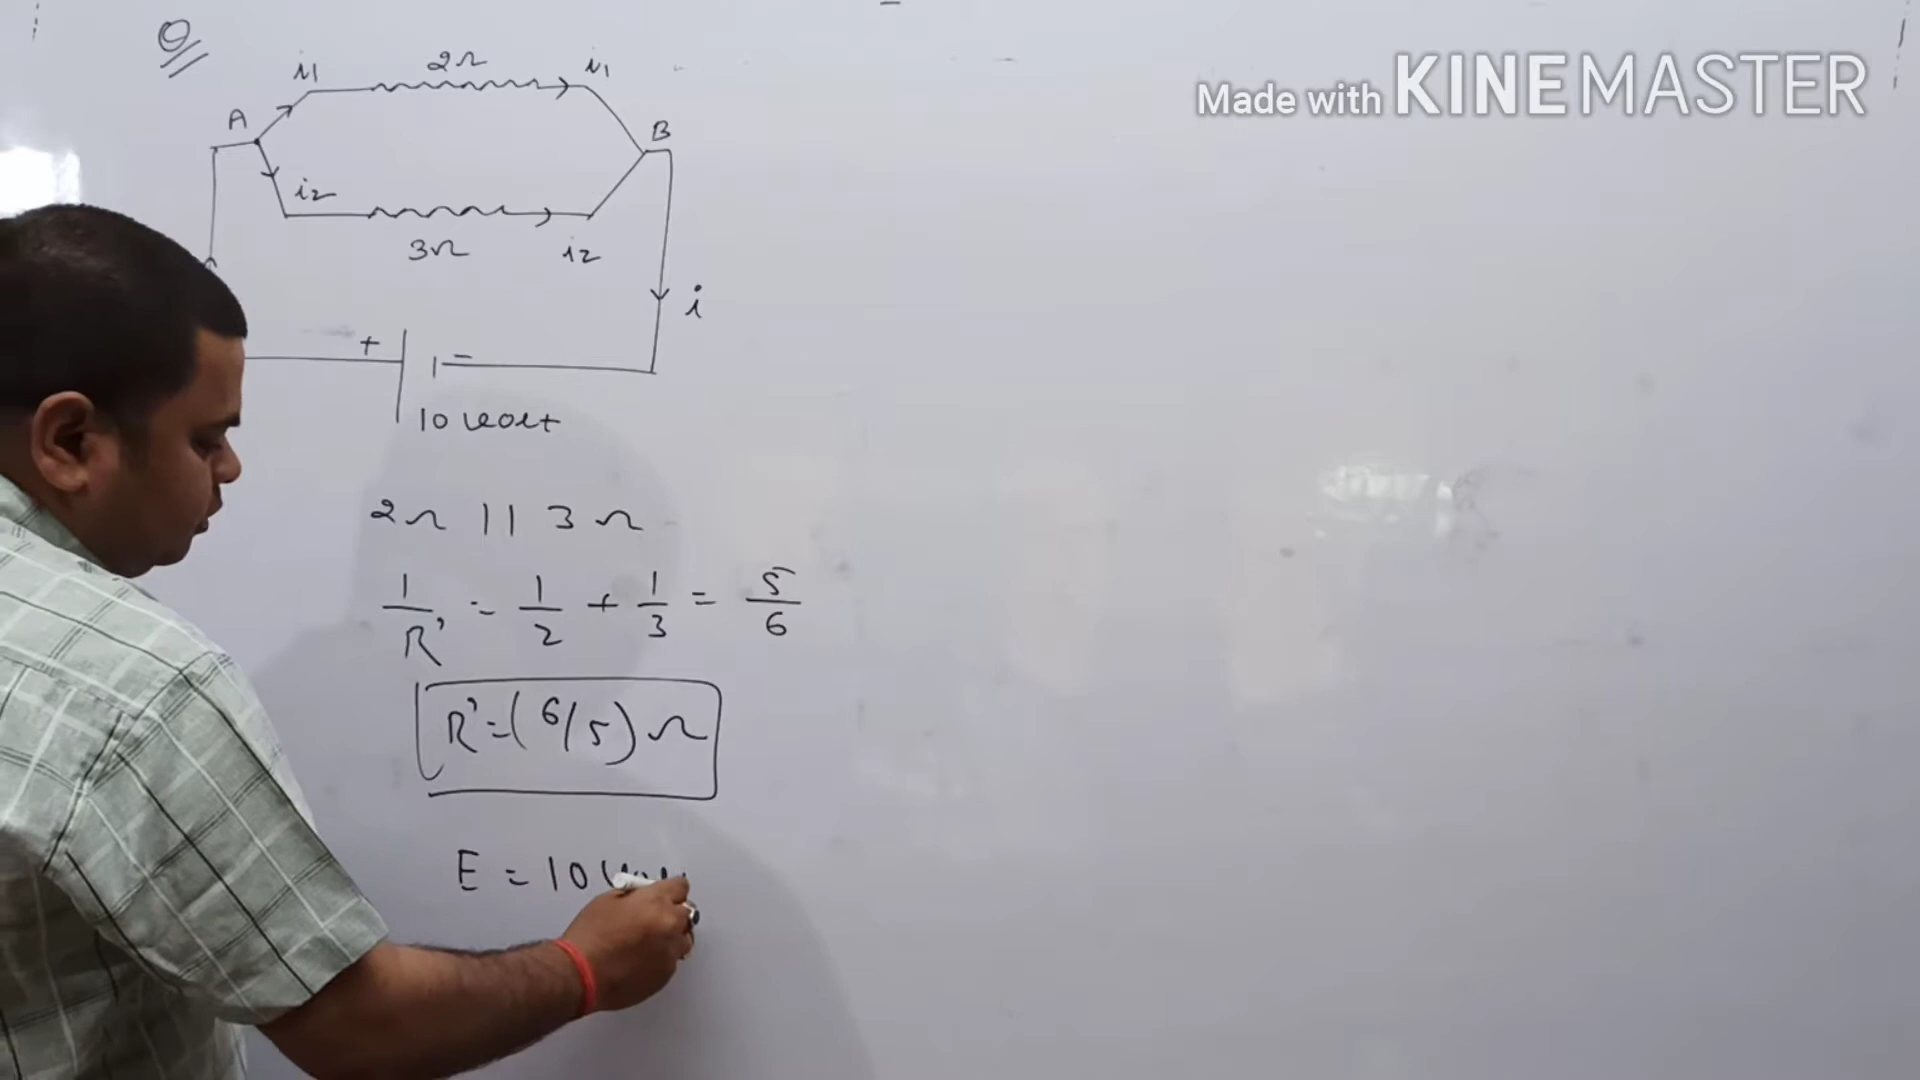 Q
i1 2Ω i1
A B
i2
3Ω i2
i
+ -
10 volt
2Ω || 3Ω
1/R' = 1/2 + 1/3 = 5/6
R' = (6/5) Ω
E = 10
Made with KINEMASTER